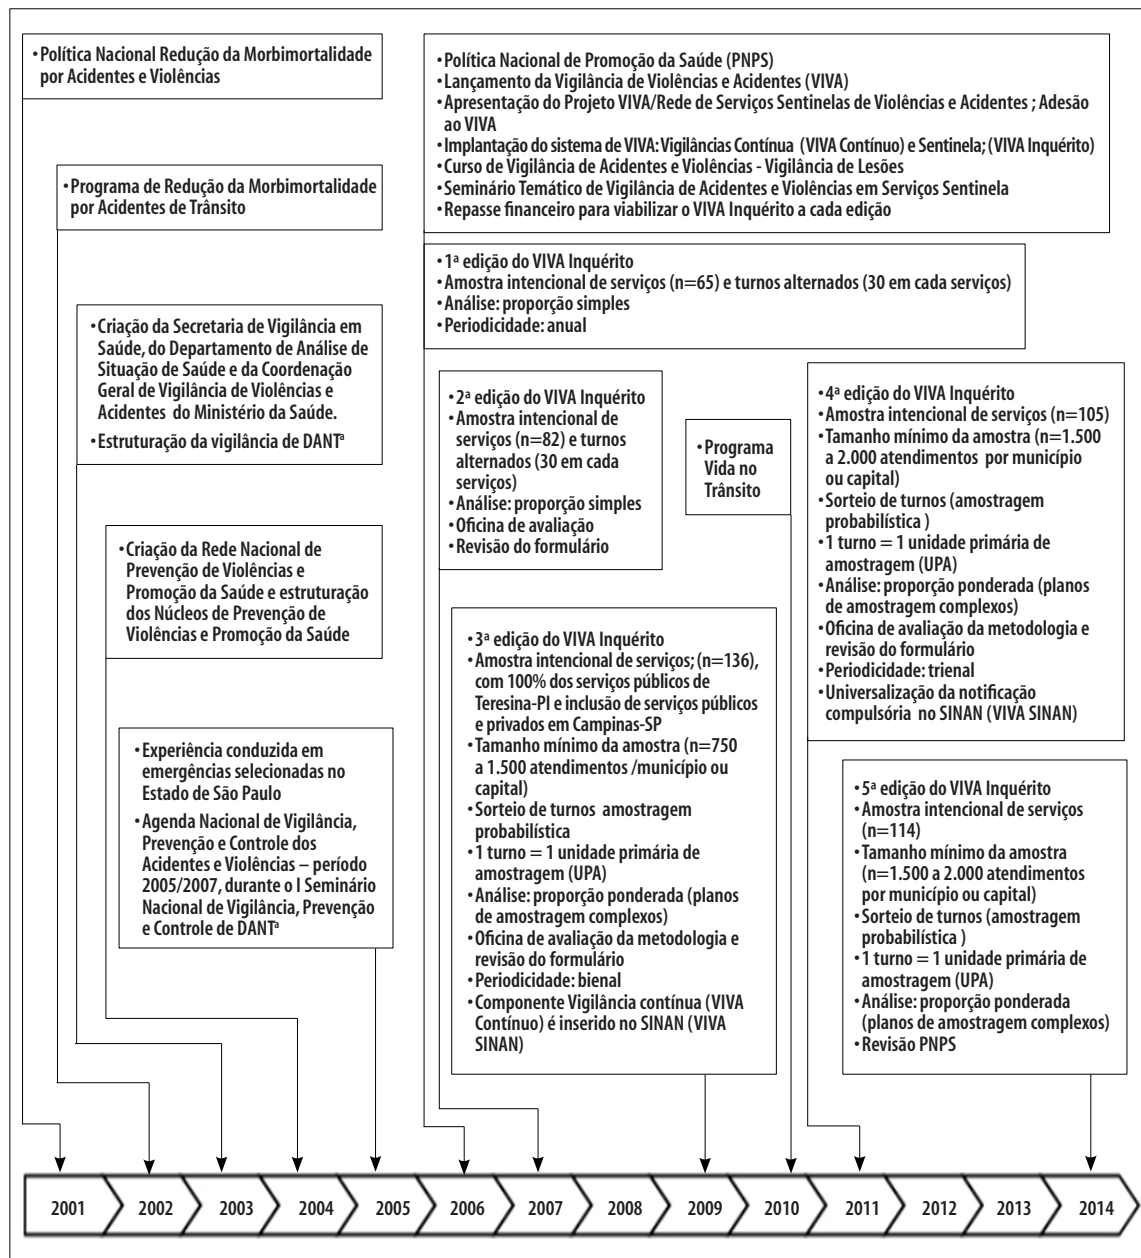 • Política Nacional Redução da Morbimortalidade
por Acidentes e Violências
• Programa de Redução da Morbimortalidade
por Acidentes de Trânsito
• Criação da Secretaria de Vigilância em
Saúde, do Departamento de Análise de
Situação de Saúde e da Coordenação
Geral de Vigilância de Violências e
Acidentes do Ministério da Saúde.
• Estruturação da vigilância de DANTª
• Criação da Rede Nacional de
Prevenção de Violências e
Promoção da Saúde e estruturação
dos Núcleos de Prevenção de
Violências e Promoção da Saúde
• Experiência conduzida em
emergências selecionadas no
Estado de São Paulo
• Agenda Nacional de Vigilância,
Prevenção e Controle dos
Acidentes e Violências – período
2005/2007, durante o I Seminário
Nacional de Vigilância, Prevenção
e Controle de DANTª
• Política Nacional de Promoção da Saúde (PNPS)
• Lançamento da Vigilância de Violências e Acidentes (VIVA)
• Apresentação do Projeto VIVA/Rede de Serviços Sentinelas de Violências e Acidentes ; Adesão
ao VIVA
• Implantação do sistema de VIVA: Vigilâncias Contínua (VIVA Contínuo) e Sentinela; (VIVA Inquérito)
• Curso de Vigilância de Acidentes e Violências - Vigilância de Lesões
• Seminário Temático de Vigilância de Acidentes e Violências em Serviços Sentinela
• Repasse financeiro para viabilizar o VIVA Inquérito a cada edição
• 1ª edição do VIVA Inquérito
• Amostra intencional de serviços (n=65) e turnos alternados (30 em cada serviços)
• Análise: proporção simples
• Periodicidade: anual
• 2ª edição do VIVA Inquérito
• Amostra intencional de
serviços (n=82) e turnos
alternados (30 em cada
serviços)
• Análise: proporção simples
• Oficina de avaliação
• Revisão do formulário
• 3ª edição do VIVA Inquérito
• Amostra intencional de serviços; (n=136),
com 100% dos serviços públicos de
Teresina-PI e inclusão de serviços públicos
e privados em Campinas-SP
• Tamanho mínimo da amostra (n=750
a 1.500 atendimentos /município ou
capital)
• Sorteio de turnos amostragem
probabilística
• 1 turno = 1 unidade primária de
amostragem (UPA)
• Análise: proporção ponderada (planos
de amostragem complexos)
• Oficina de avaliação da metodologia e
revisão do formulário
• Periodicidade: bienal
• Componente Vigilância contínua (VIVA
Contínuo) é inserido no SINAN (VIVA
SINAN)
• Programa
Vida no
Trânsito
• 4ª edição do VIVA Inquérito
• Amostra intencional de serviços (n=105)
• Tamanho mínimo da amostra (n=1.500
a 2.000 atendimentos por município
ou capital)
• Sorteio de turnos (amostragem
probabilística )
• 1 turno = 1 unidade primária de
amostragem (UPA)
• Análise: proporção ponderada (planos
de amostragem complexos)
• Oficina de avaliação da metodologia e
revisão do formulário
• Periodicidade: trienal
• Universalização da notificação
compulsória no SINAN (VIVA SINAN)
• 5ª edição do VIVA Inquérito
• Amostra intencional de serviços
(n=114)
• Tamanho mínimo da amostra
(n=1.500 a 2.000 atendimentos
por município ou capital)
• Sorteio de turnos (amostragem
probabilística )
• 1 turno = 1 unidade primária de
amostragem (UPA)
• Análise: proporção ponderada
(planos de amostragem complexos)
• Revisão PNPS
2001 2002 2003 2004 2005 2006 2007 2008 2009 2010 2011 2012 2013 2014